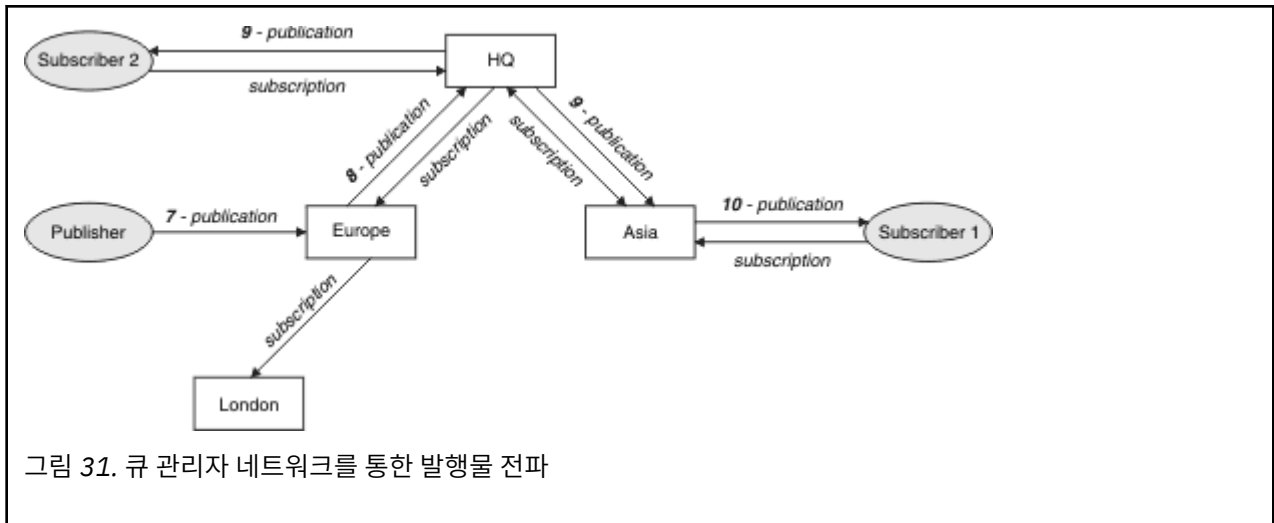 9 - publication
Subscriber 2
HQ
subscription
8 - publication
subscription
subscription
9 - publication
Publisher
7 - publication
Europe
Asia
10 - publication
Subscriber 1
subscription
subscription
London
그림 31. 큐 관리자 네트워크를 통한 발행물 전파